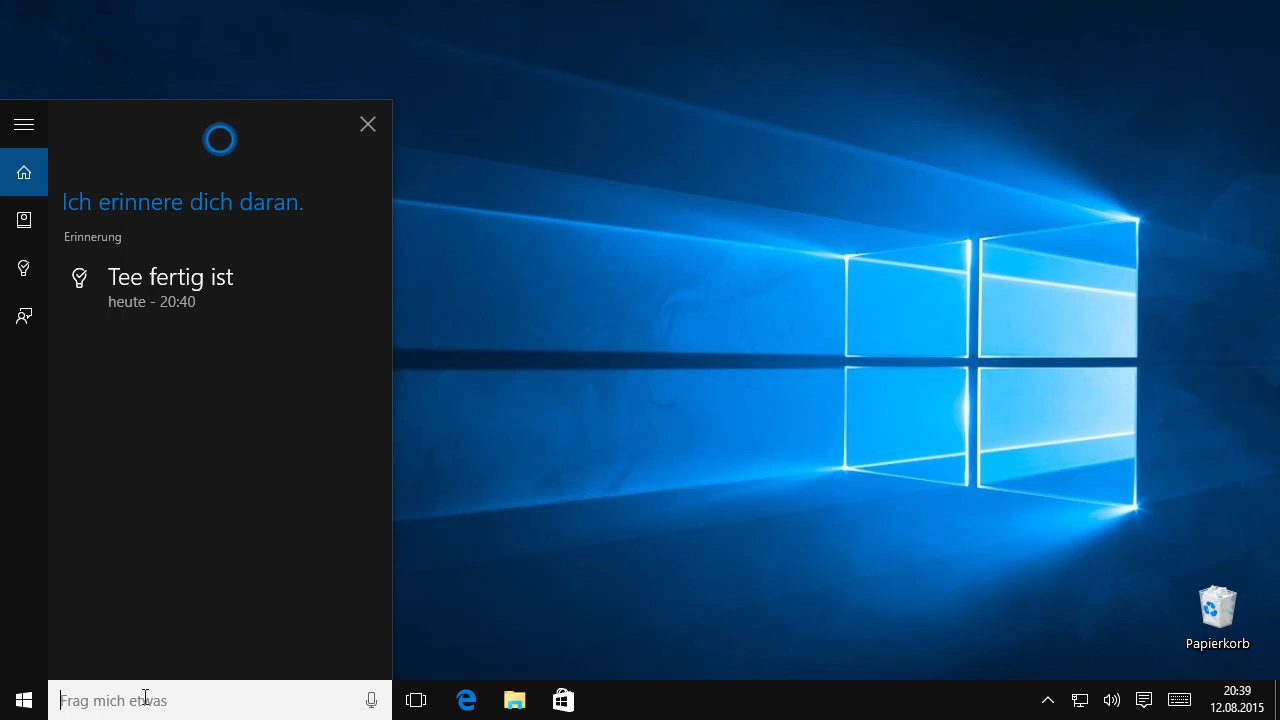 Ich erinnere dich daran.
Erinnerung
Tee fertig ist
heute - 20:40
Papierkorb
Frag mich etwas
20:39
12.08.2015